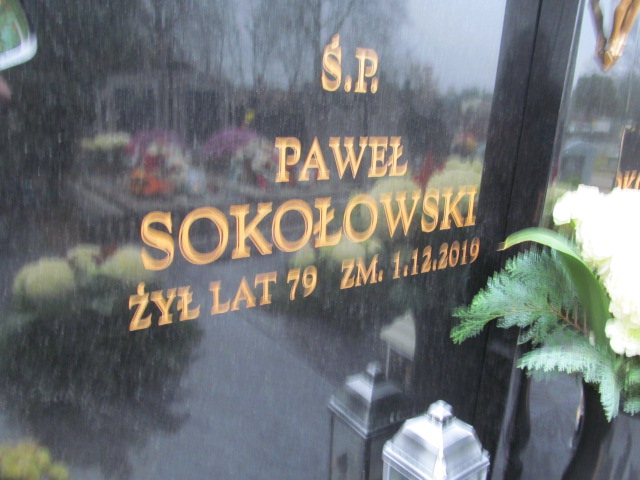 Ś.P.
PAWEŁ
SOKOŁOWSKI
ŻYŁ LAT 79 ZM. 1.12.2019